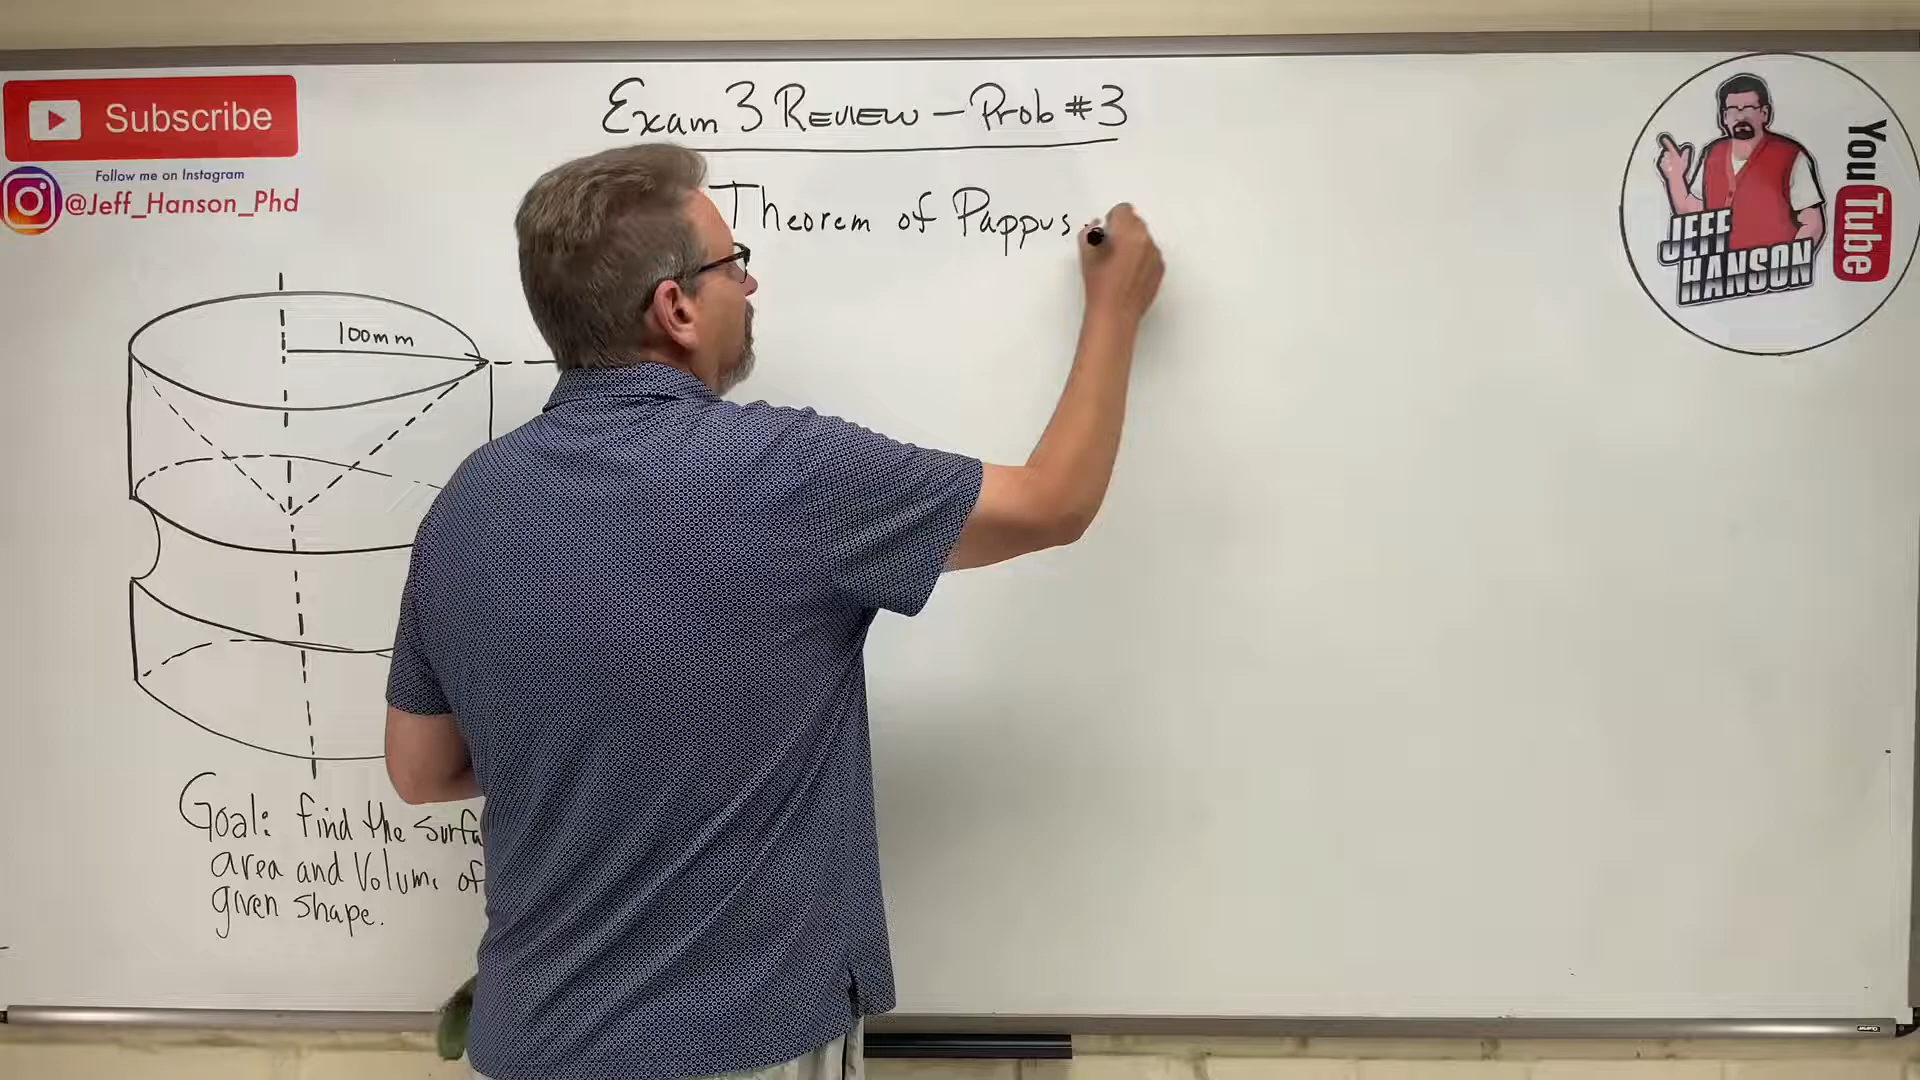 Exam 3 REVIEW - Prob #3
Subscribe
Follow me on Instagram
@Jeff_Hanson_Phd
Theorem of Pappus
YouTube
JEFF
HANSON
100mm
Goal: find the surfa
area and Volume of
given shape.